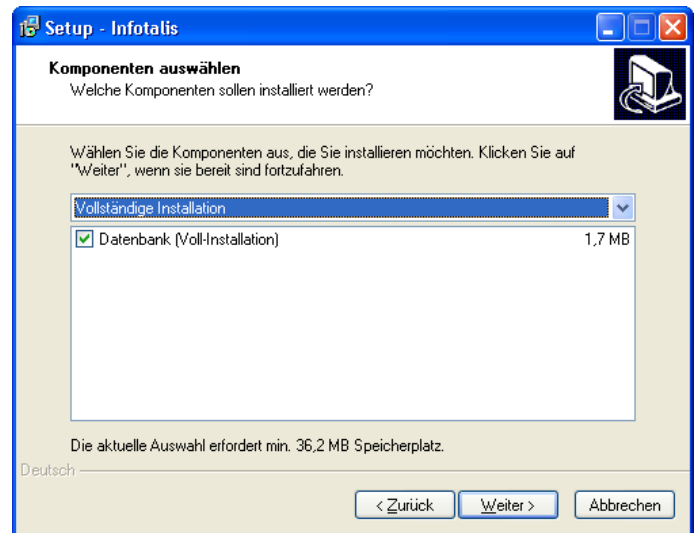 Setup - Infotalis
Komponenten auswählen
Welche Komponenten sollen installiert werden?
Wählen Sie die Komponenten aus, die Sie installieren möchten. Klicken Sie auf
"Weiter", wenn sie bereit sind fortzufahren.
Vollständige Installation
Datenbank (Voll-Installation) 1,7 MB
Die aktuelle Auswahl erfordert min. 36,2 MB Speicherplatz.
Deutsch
< Zurück Weiter > Abbrechen